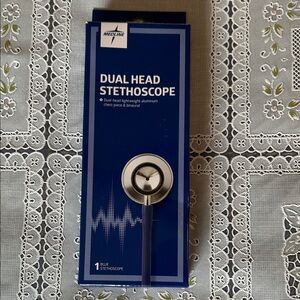 MEDLINE
DUAL HEAD
STETHOSCOPE
Dual-head lightweight aluminum
chest piece & binaural
1 BLUE
STETHOSCOPE